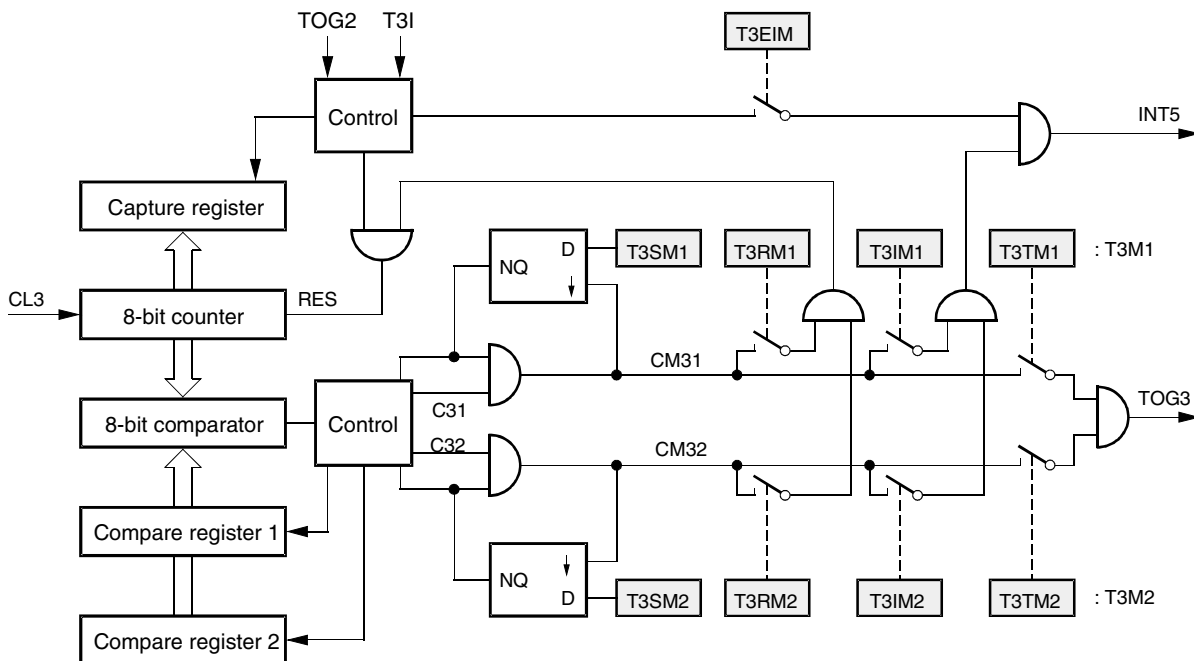 TOG2 T3I
T3EIM
Control
INT5
Capture register
D T3SM1 T3RM1 T3IM1 T3TM1 : T3M1
NQ
CL3 8-bit counter RES
CM31
8-bit comparator Control C31 TOG3
C32 CM32
Compare register 1
NQ
D T3SM2 T3RM2 T3IM2 T3TM2 : T3M2
Compare register 2